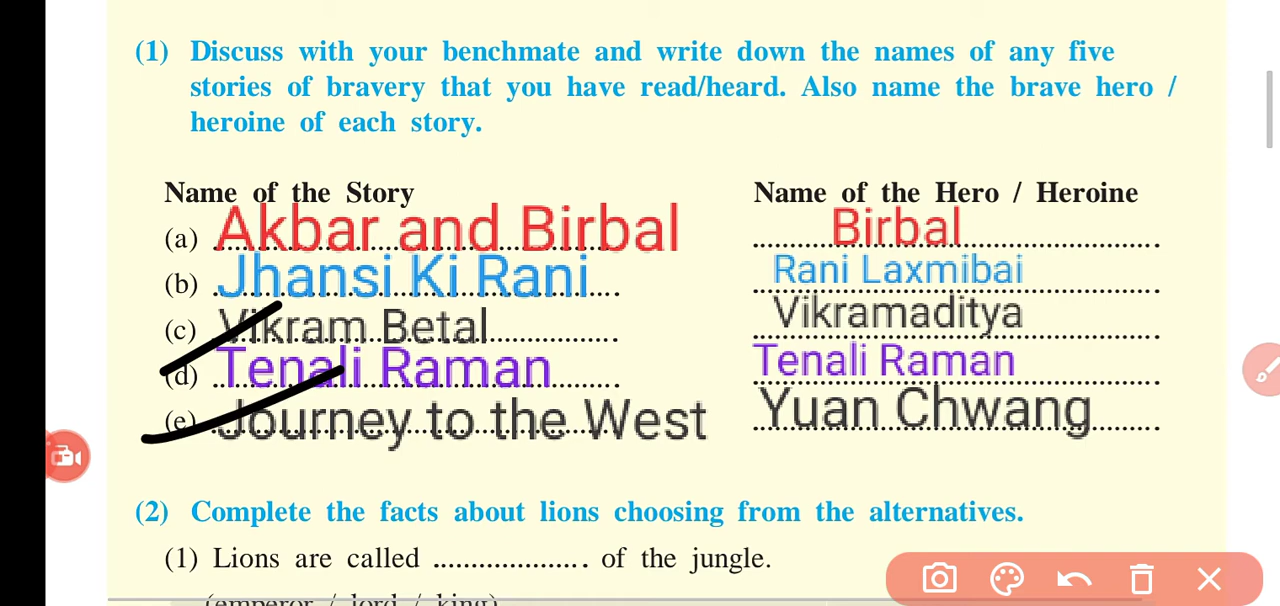 (1) Discuss with your benchmate and write down the names of any five
stories of bravery that you have read/heard. Also name the brave hero /
heroine of each story.
Name of the Story Name of the Hero / Heroine
(a) Akbar and Birbal Birbal
(b) Jhansi Ki Rani Rani Laxmibai
(c) Vikram Betal Vikramaditya
(d) Tenali Raman Tenali Raman
(e) Journey to the West Yuan Chwang
(2) Complete the facts about lions choosing from the alternatives.
(1) Lions are called .................... of the jungle.
(emperor / lord / king)